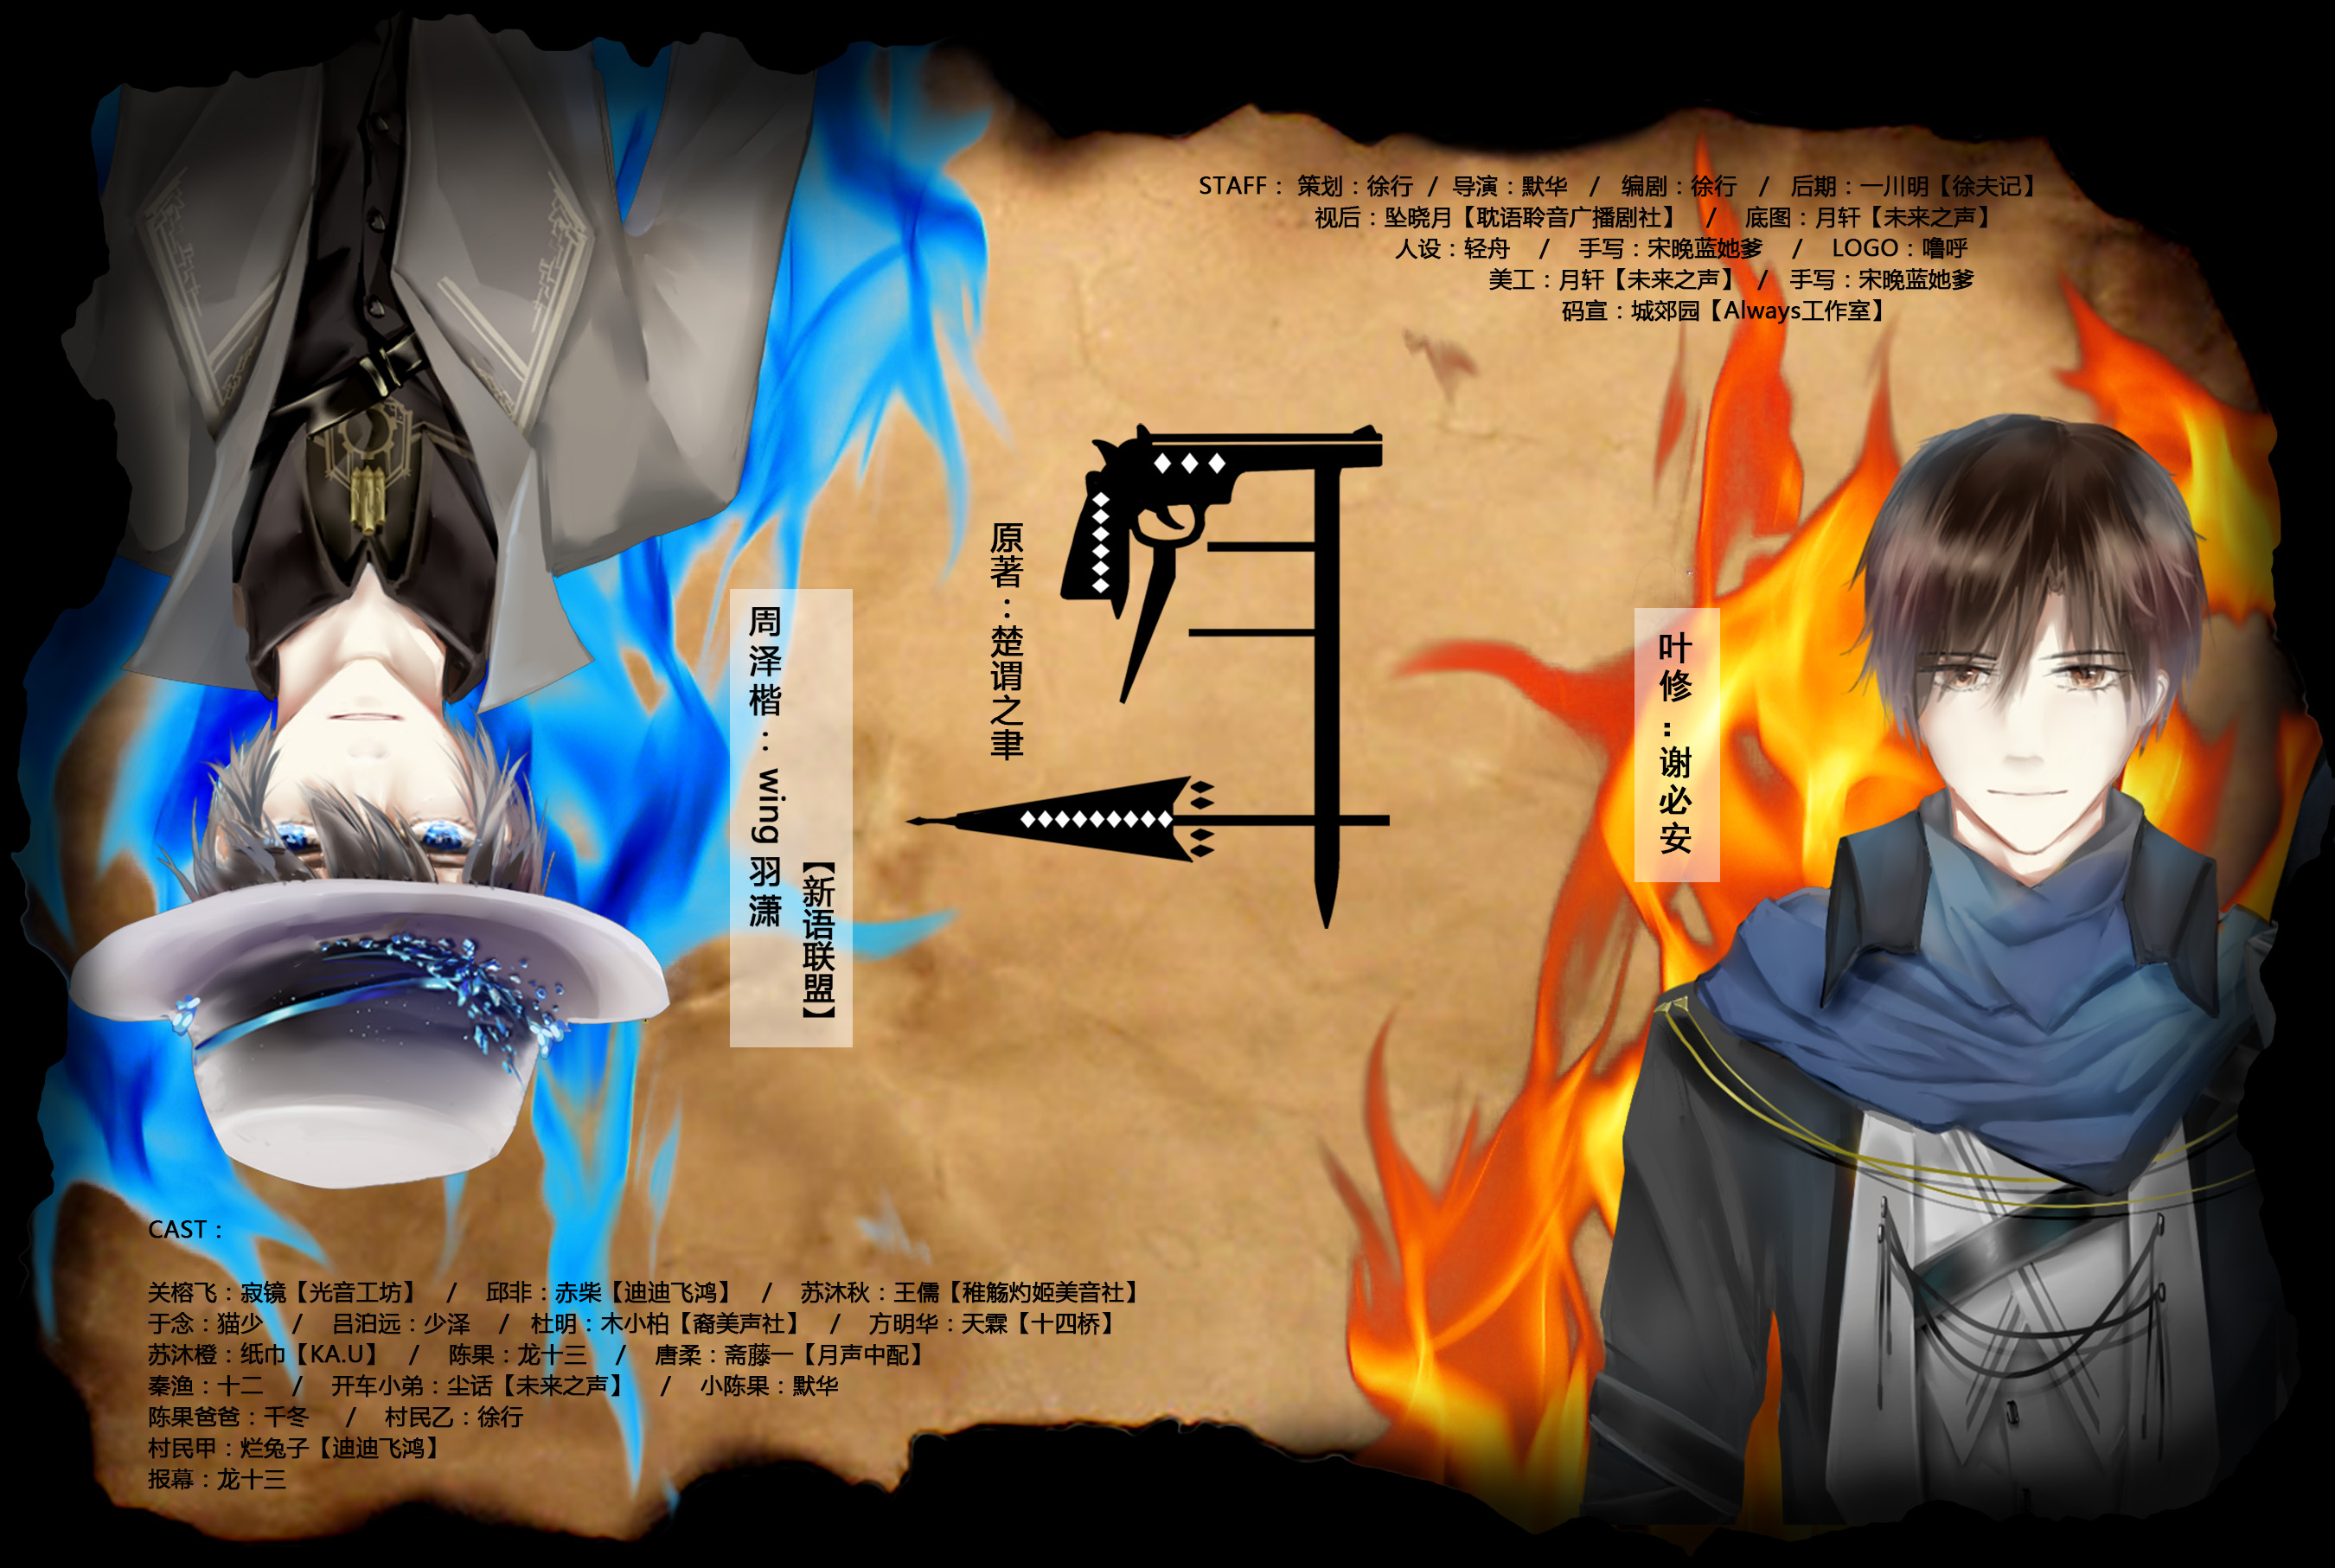 STAFF： 策划：徐行 / 导演：默华 / 编剧：徐行 / 后期：一川明【徐夫记】
视后：坠晓月【耽语聆音广播剧社】 / 底图：月轩【未来之声】
人设：轻舟 / 手写：宋晚蓝她爹 / LOGO：噜呼
美工：月轩【未来之声】 / 手写：宋晚蓝她爹
码宣：城郊园【Always工作室】
原著：楚谓之聿
周泽楷：wing羽潇
【新语联盟】
叶修：谢必安
CAST：
关榕飞：寂镜【光音工坊】 / 邱非：赤柴【迪迪飞鸿】 / 苏沐秋：王儒【稚觞灼姬美音社】
于念：猫少 / 吕泊远：少泽 / 杜明：木小柏【裔美声社】 / 方明华：天霖【十四桥】
苏沐橙：纸巾【KA.U】 / 陈果：龙十三 / 唐柔：斋藤一【月声中配】
秦渔：十二 / 开车小弟：尘话【未来之声】 / 小陈果：默华
陈果爸爸：千冬 / 村民乙：徐行
村民甲：烂兔子【迪迪飞鸿】
报幕：龙十三